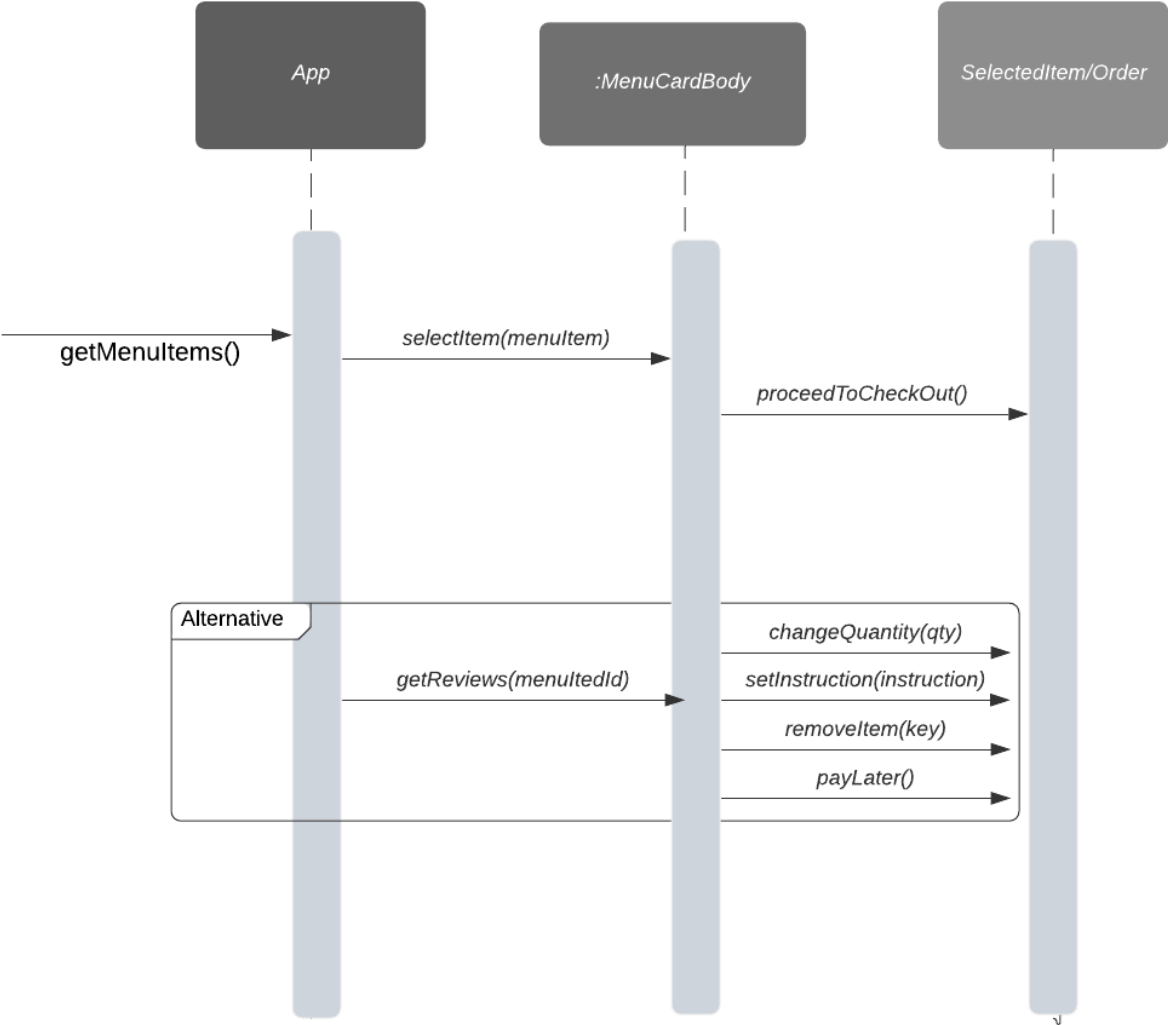 App
:MenuCardBody
SelectedItem/Order
getMenuItems()
selectItem(menuItem)
proceedToCheckOut()
Alternative
changeQuantity(qty)
getReviews(menuItedId)
setInstruction(instruction)
removeItem(key)
payLater()